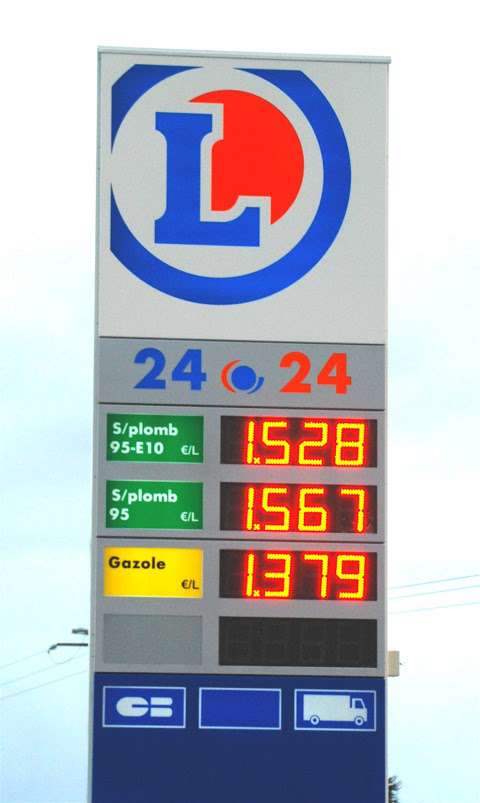 L
24 24
S/plomb
95-E10 €/L 1.528
S/plomb
95 €/L 1.567
Gazole
€/L 1.379
CB